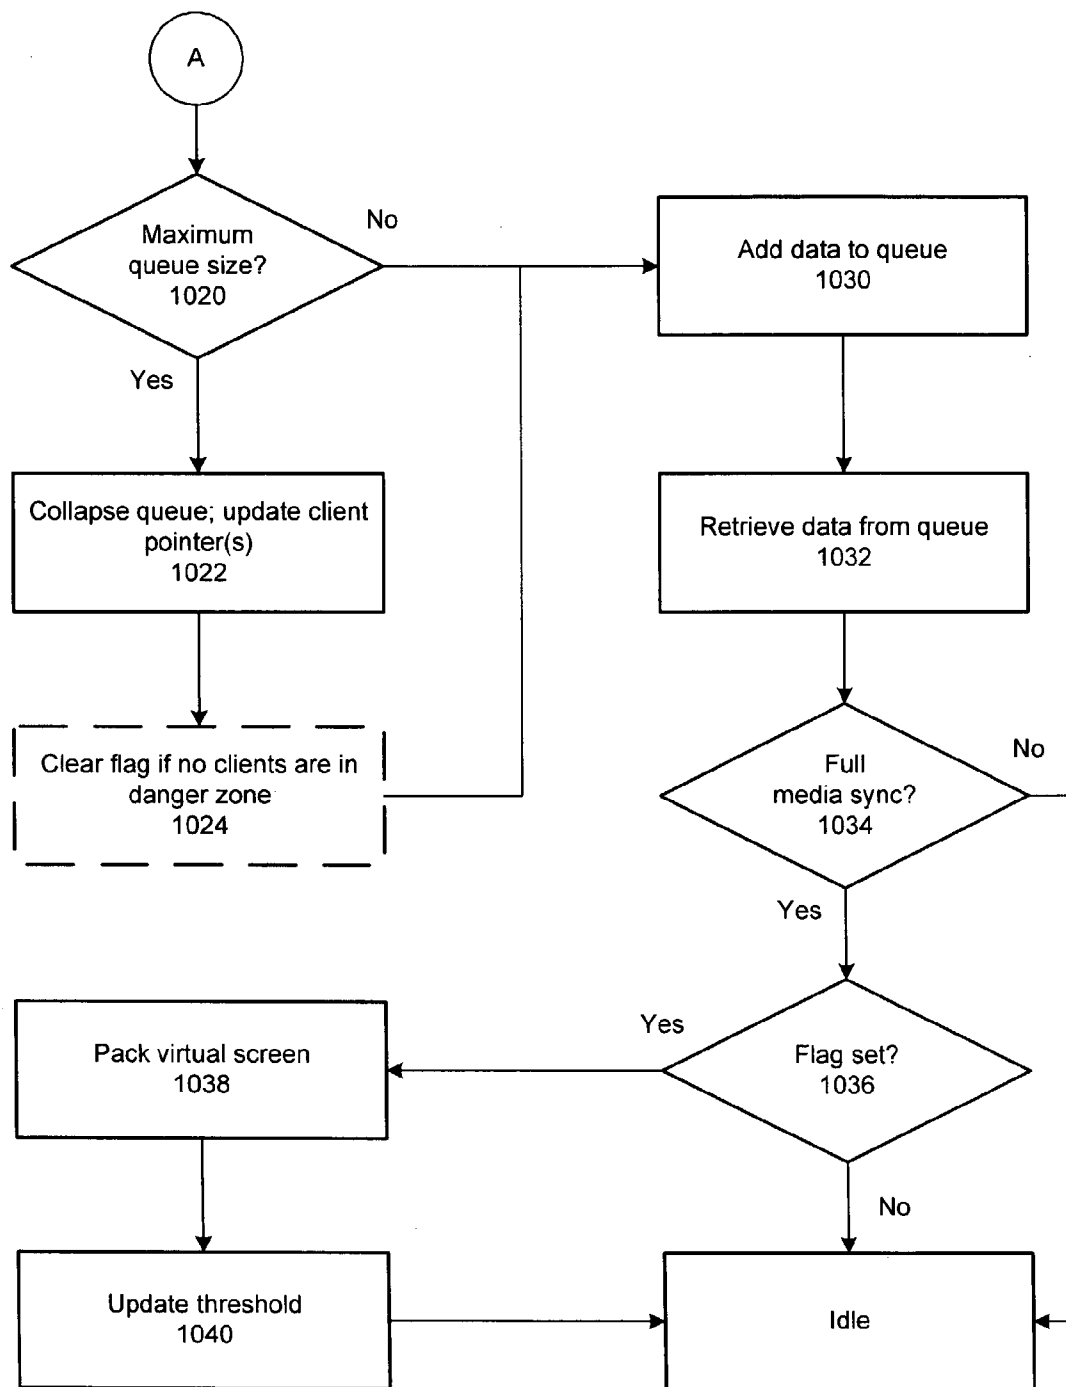 A
Maximum
queue size?
1020
No
Yes
Add data to queue
1030
Collapse queue; update client
pointer(s)
1022
Retrieve data from queue
1032
Clear flag if no clients are in
danger zone
1024
Full
media sync?
1034
No
Yes
Pack virtual screen
1038
Yes
Flag set?
1036
No
Update threshold
1040
Idle